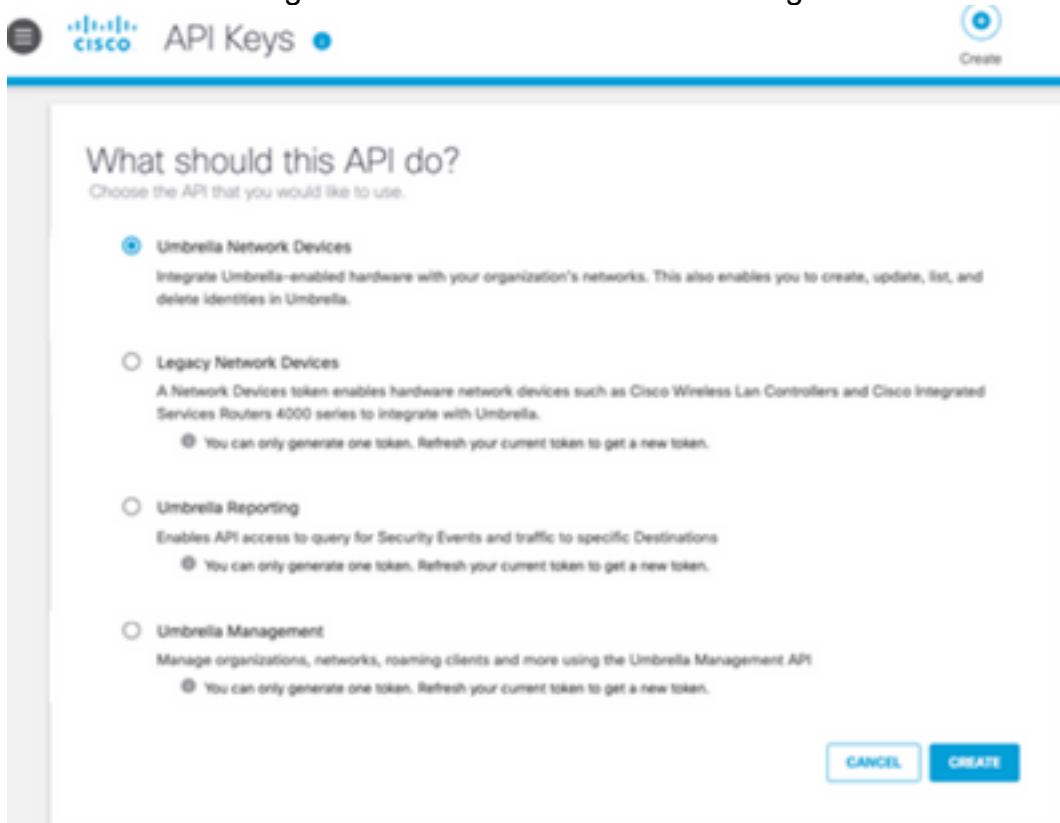 cisco API Keys
Create
What should this API do?
Choose the API that you would like to use.
Umbrella Network Devices
Integrate Umbrella-enabled hardware with your organization's networks. This also enables you to create, update, list, and
delete identities in Umbrella.
Legacy Network Devices
A Network Devices token enables hardware network devices such as Cisco Wireless Lan Controllers and Cisco Integrated
Services Routers 4000 series to integrate with Umbrella.
You can only generate one token. Refresh your current token to get a new token.
Umbrella Reporting
Enables API access to query for Security Events and traffic to specific Destinations
You can only generate one token. Refresh your current token to get a new token.
Umbrella Management
Manage organizations, networks, roaming clients and more using the Umbrella Management API
You can only generate one token. Refresh your current token to get a new token.
CANCEL CREATE